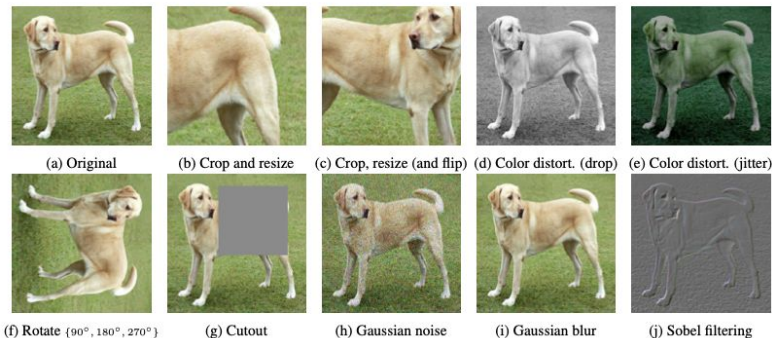 (a) Original
(b) Crop and resize
(c) Crop, resize (and flip)
(d) Color distort. (drop)
(e) Color distort. (jitter)
(f) Rotate {90°, 180°, 270°}
(g) Cutout
(h) Gaussian noise
(i) Gaussian blur
(j) Sobel filtering